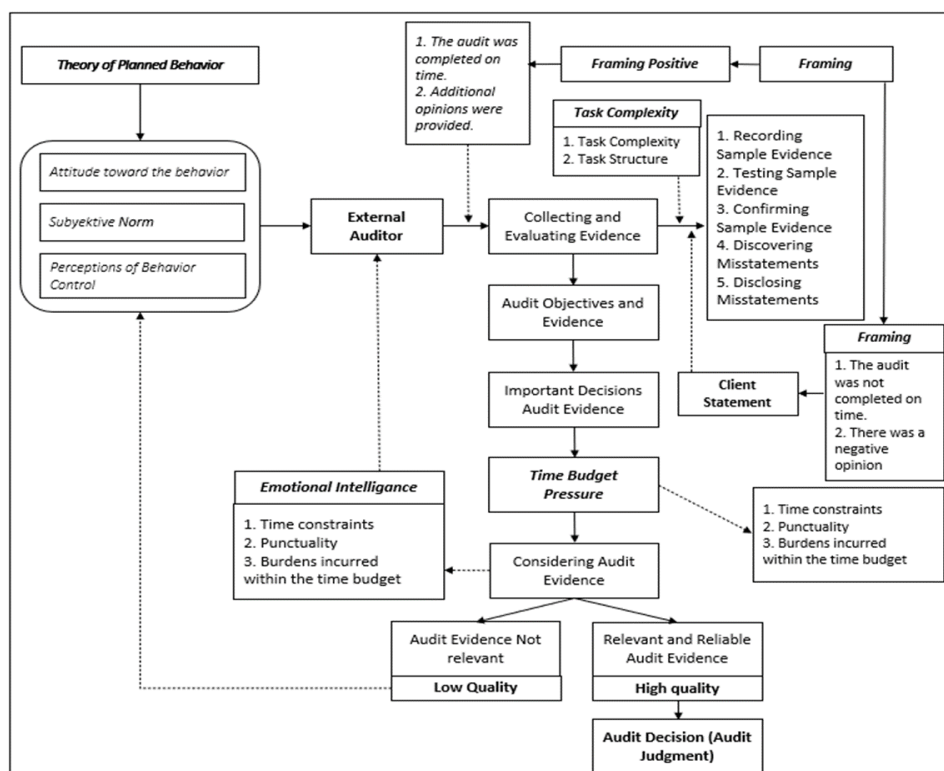 Theory of Planned Behavior
1. The audit was
completed on
time.
2. Additional
opinions were
provided.
Framing Positive
Framing
Task Complexity
1. Task Complexity
2. Task Structure
1. Recording
Sample Evidence
2. Testing Sample
Evidence
3. Confirming
Sample Evidence
4. Discovering
Misstatements
5. Disclosing
Misstatements
Attitude toward the behavior
Subyektive Norm
Perceptions of Behavior
Control
External
Auditor
Collecting and
Evaluating Evidence
Audit Objectives and
Evidence
Important Decisions
Audit Evidence
Client
Statement
Framing
1. The audit
was not
completed on
time.
2. There was a
negative
opinion
Time Budget
Pressure
Emotional Intelligance
1. Time constraints
2. Punctuality
3. Burdens incurred
within the time budget
1. Time constraints
2. Punctuality
3. Burdens incurred
within the time budget
Considering Audit
Evidence
Audit Evidence Not
relevant
Low Quality
Relevant and Reliable
Audit Evidence
High quality
Audit Decision (Audit
Judgment)